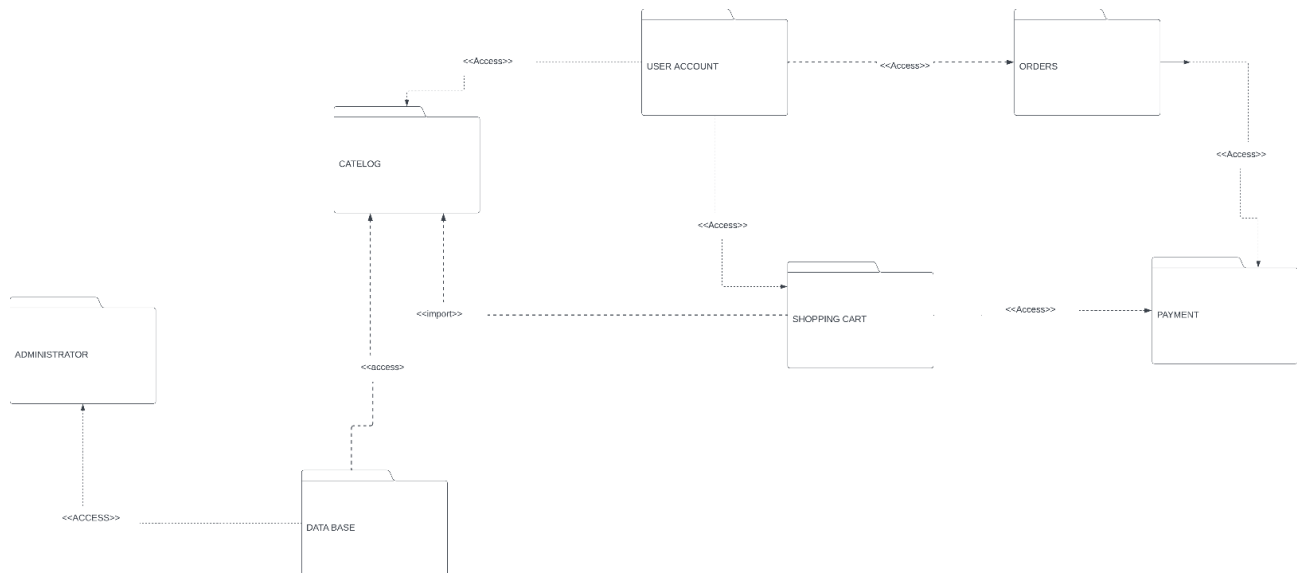 <<Access>>
USER ACCOUNT
<<Access>>
ORDERS
<<Access>>
CATELOG
<<Access>>
<<import>>
SHOPPING CART
<<Access>>
PAYMENT
ADMINISTRATOR
<<access>
<<ACCESS>>
DATA BASE